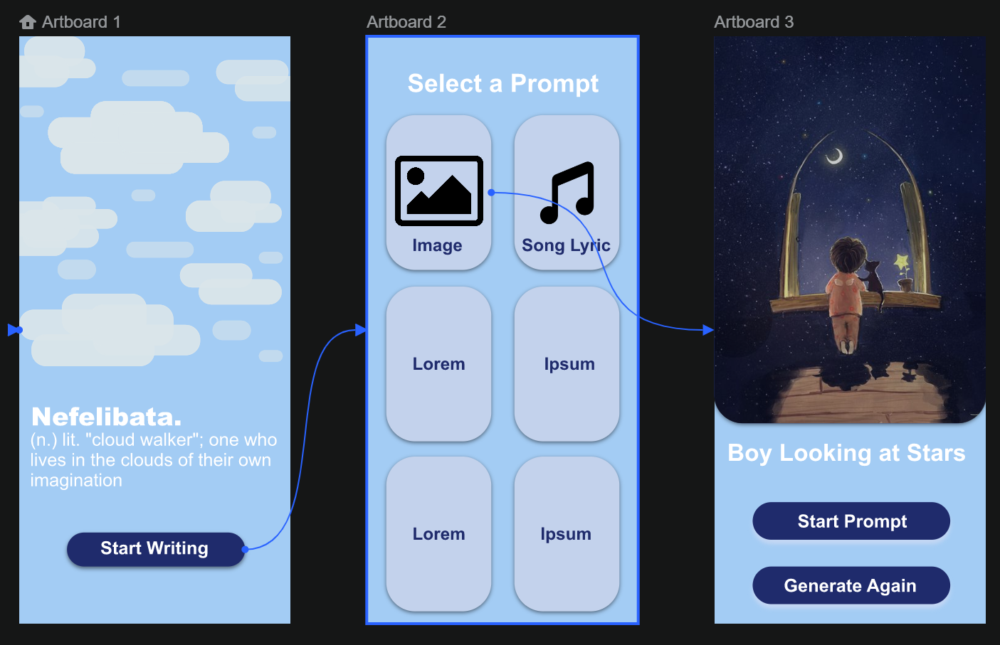 Artboard 1
Artboard 2
Artboard 3
Nefelibata.
(n.) lit. "cloud walker"; one who
lives in the clouds of their own
imagination
Start Writing
Select a Prompt
Image
Song Lyric
Lorem
Ipsum
Lorem
Ipsum
Boy Looking at Stars
Start Prompt
Generate Again